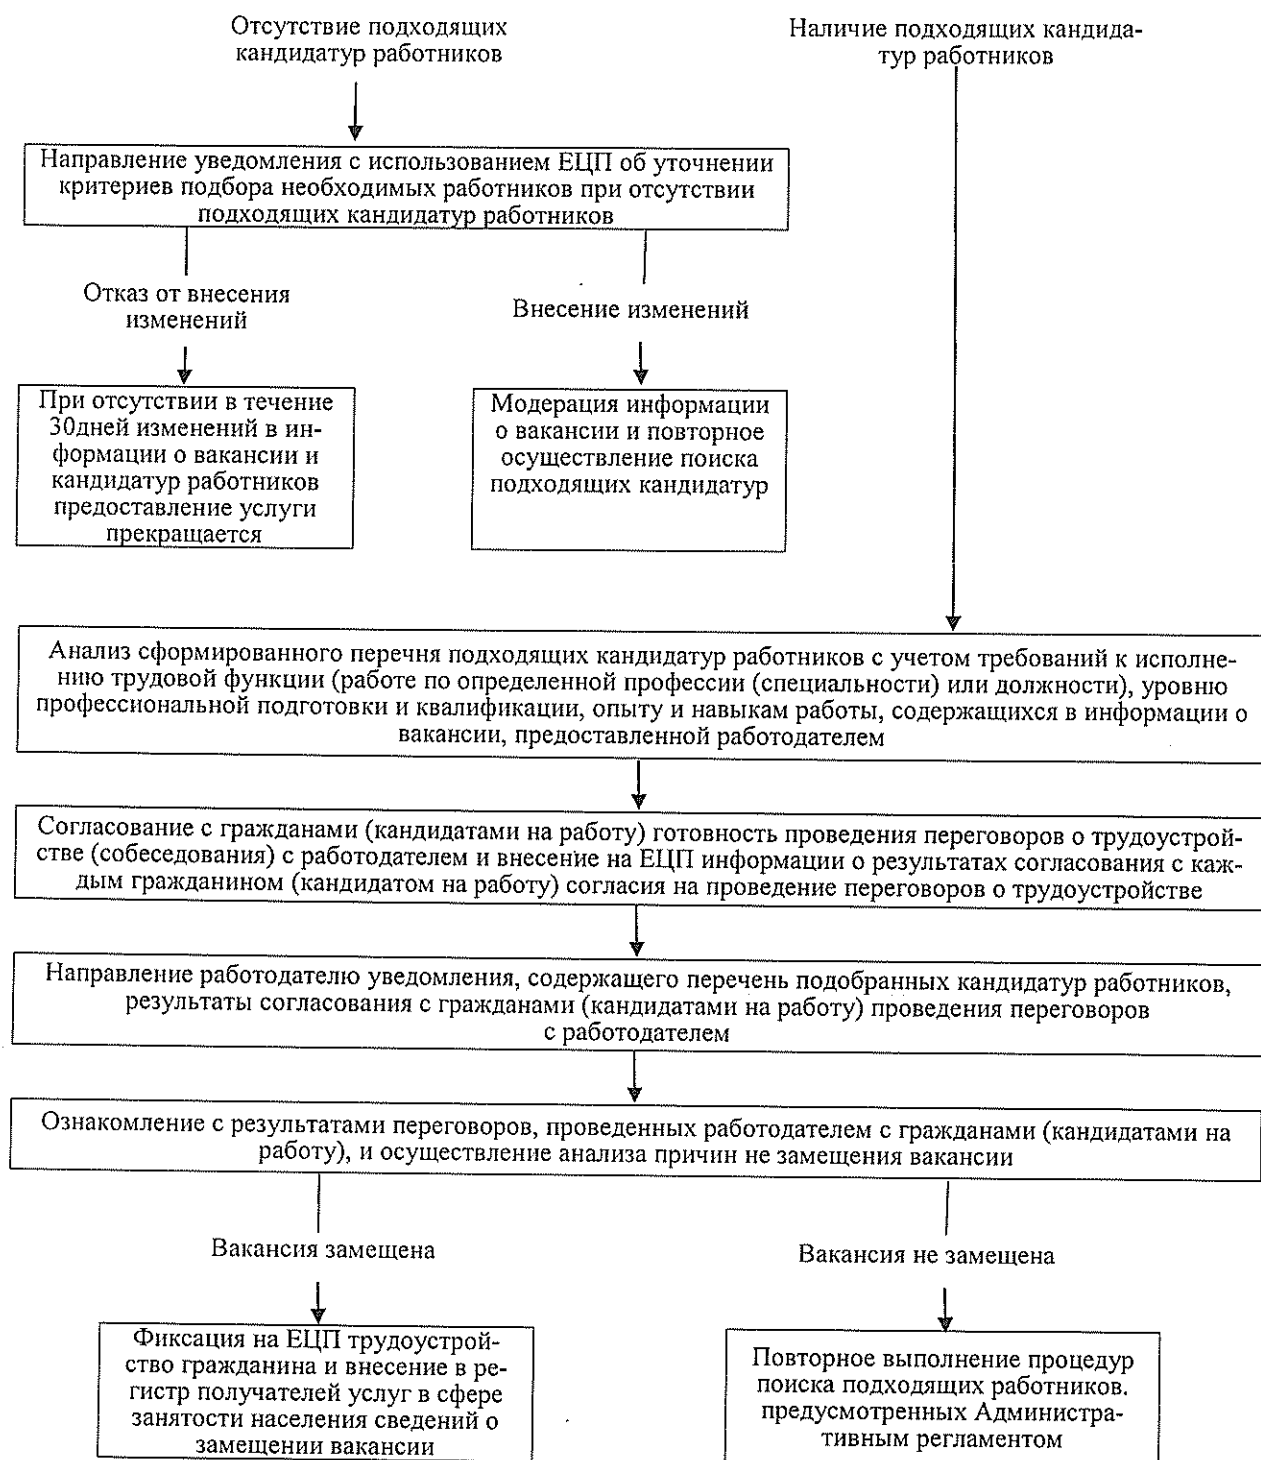 Отсутствие подходящих
кандидатур работников
Наличие подходящих кандида-
тур работников
Направление уведомления с использованием ЕЦП об уточнении
критериев подбора необходимых работников при отсутствии
подходящих кандидатур работников
Отказ от внесения
изменений
Внесение изменений
При отсутствии в течение
30дней изменений в ин-
формации о вакансии и
кандидатур работников
предоставление услуги
прекращается
Модерация информации
о вакансии и повторное
осуществление поиска
подходящих кандидатур
Анализ сформированного перечня подходящих кандидатур работников с учетом требований к исполне-
нию трудовой функции (работе по определенной профессии (специальности) или должности), уровню
профессиональной подготовки и квалификации, опыту и навыкам работы, содержащихся в информации о
вакансии, предоставленной работодателем
Согласование с гражданами (кандидатами на работу) готовность проведения переговоров о трудоустрой-
стве (собеседования) с работодателем и внесение на ЕЦП информации о результатах согласования с каж-
дым гражданином (кандидатом на работу) согласия на проведение переговоров о трудоустройстве
Направление работодателю уведомления, содержащего перечень подобранных кандидатур работников,
результаты согласования с гражданами (кандидатами на работу) проведения переговоров
с работодателем
Ознакомление с результатами переговоров, проведенных работодателем с гражданами (кандидатами на
работу), и осуществление анализа причин не замещения вакансии
Вакансия замещена
Вакансия не замещена
Фиксация на ЕЦП трудоустрой-
ство гражданина и внесение в ре-
гистр получателей услуг в сфере
занятости населения сведений о
замещении вакансии
Повторное выполнение процедур
поиска подходящих работников.
предусмотренных Администра-
тивным регламентом